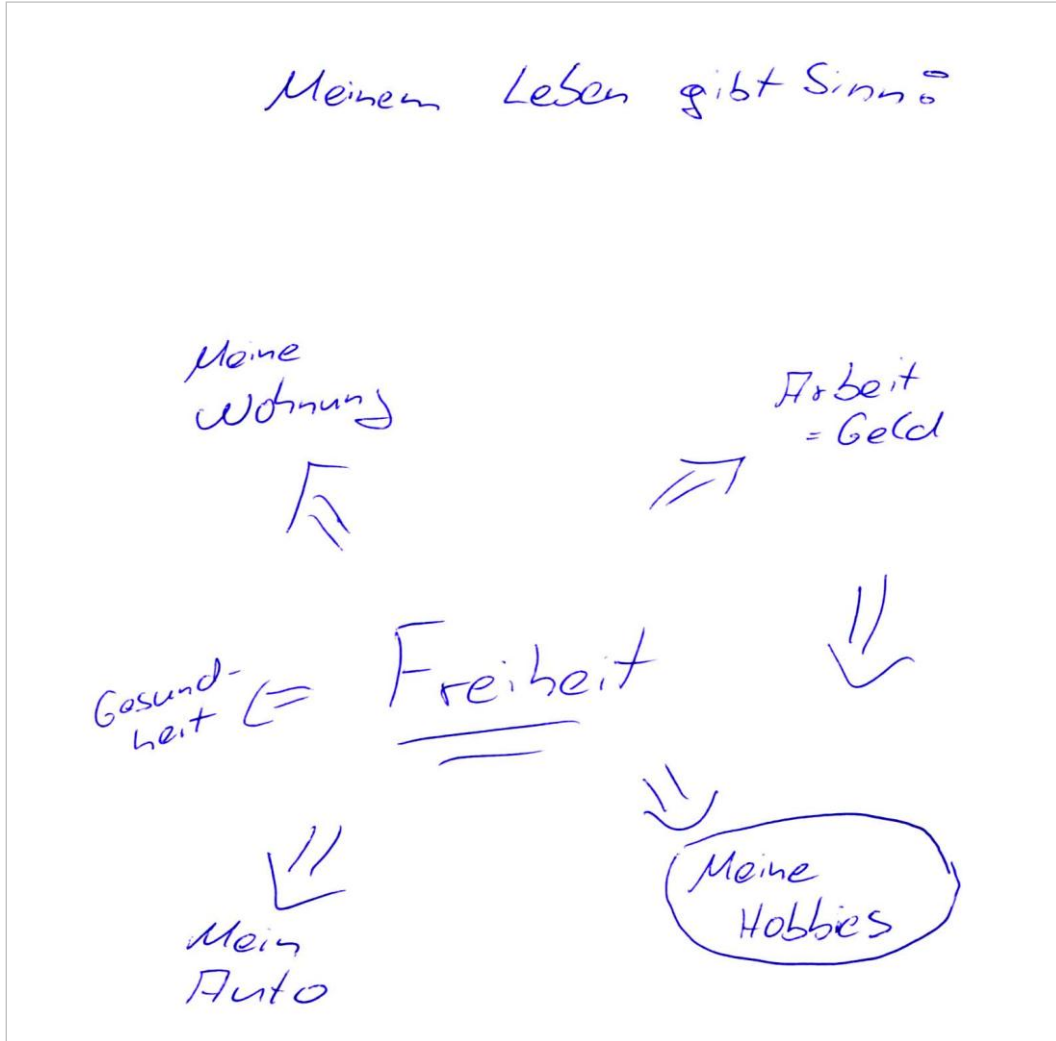 Meinem Leben gibt Sinn:
Meine
Wohnung
Arbeit
= Geld
Gesund-
heit
Freiheit
Meine
Hobbies
Mein
Auto